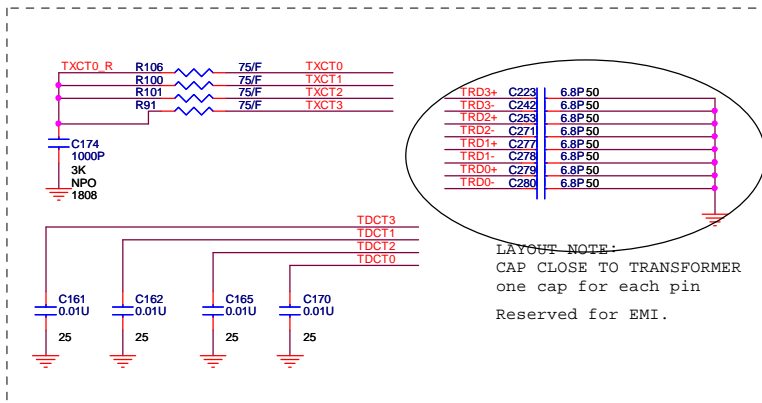 TXCT0_R R106 75/F TXCT0
R100 75/F TXCT1
R101 75/F TXCT2
R91 75/F TXCT3
C174
1000P
3K
NPO
1808
TRD3+ C223 6.8P 50
TRD3- C242 6.8P 50
TRD2+ C253 6.8P 50
TRD2- C271 6.8P 50
TRD1+ C277 6.8P 50
TRD1- C278 6.8P 50
TRD0+ C279 6.8P 50
TRD0- C280 6.8P 50
TDCT3
TDCT1
TDCT2
TDCT0
LAYOUT NOTE:
CAP CLOSE TO TRANSFORMER
one cap for each pin
Reserved for EMI.
C161 C162 C165 C170
0.01U 0.01U 0.01U 0.01U
25 25 25 25